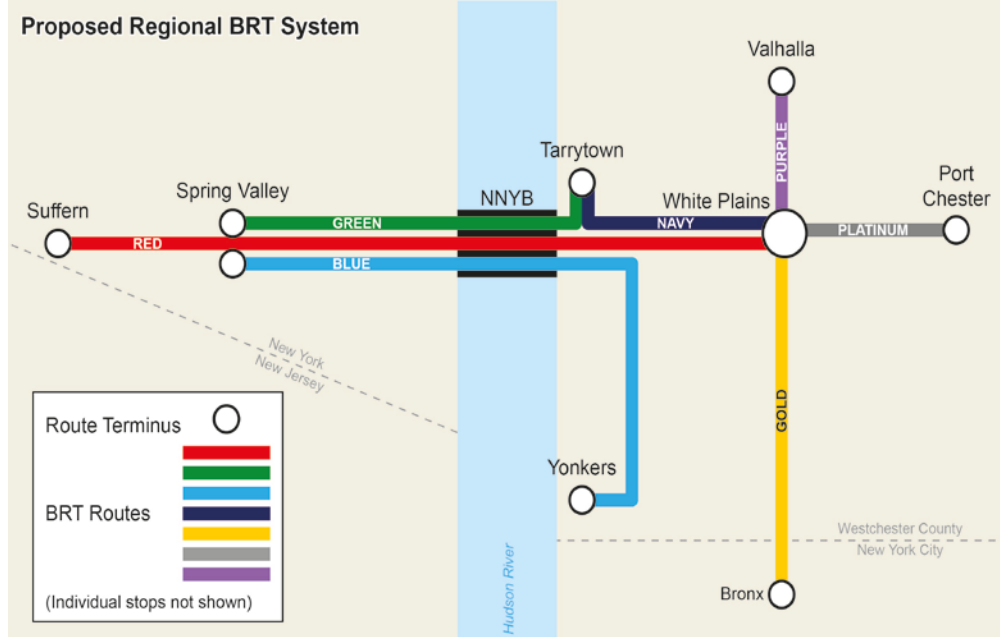 Proposed Regional BRT System
Valhalla
PURPLE
Tarrytown
Port
Chester
Spring Valley
NNYB
White Plains
Suffern
GREEN
NAVY
PLATINUM
RED
BLUE
New York
New Jersey
GOLD
Route Terminus
Yonkers
BRT Routes
Westchester County
New York City
Hudson River
Bronx
(Individual stops not shown)